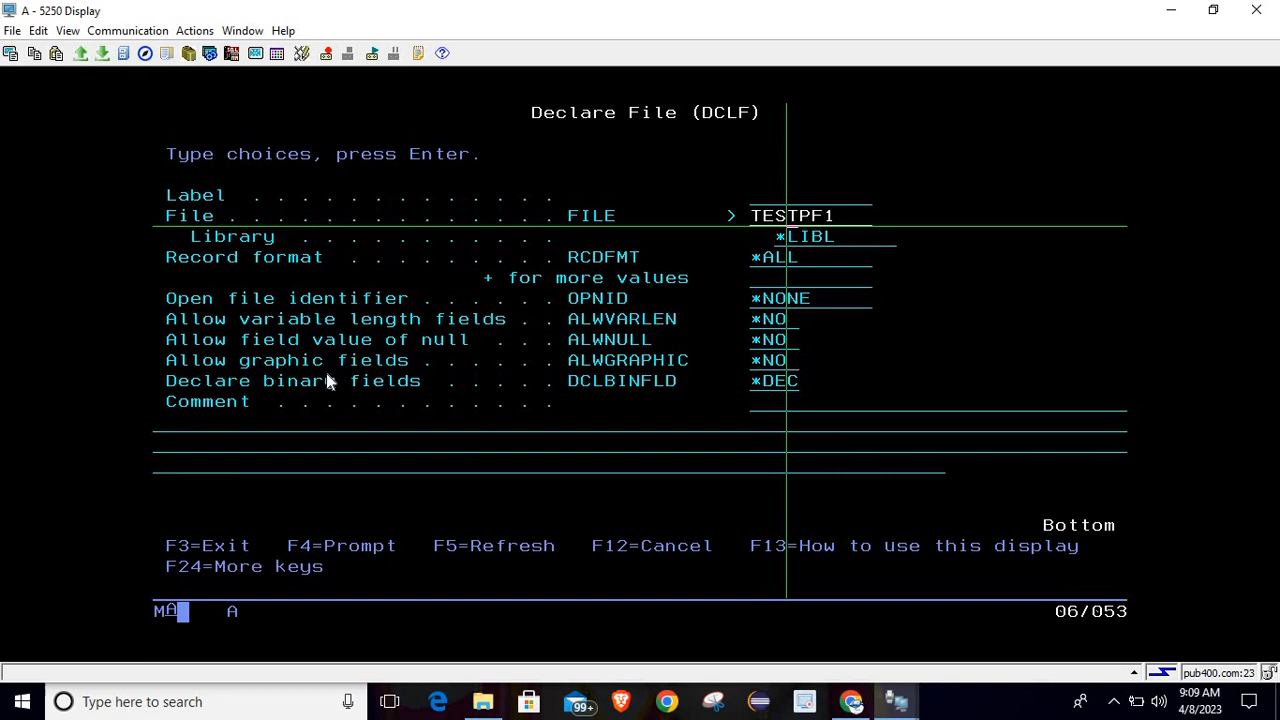 A - 5250 Display
File Edit View Communication Actions Window Help
Declare File (DCLF)
Type choices, press Enter.
Label . . . . . . . . . . . . .
File . . . . . . . . . . . . . . FILE > TESTPF1
Library . . . . . . . . . . . *LIBL
Record format . . . . . . . . . RCDFMT *ALL
+ for more values
Open file identifier . . . . . . OPNID *NONE
Allow variable length fields . . ALWVARLEN *NO
Allow field value of null . . . ALWNULL *NO
Allow graphic fields . . . . . . ALWGRAPHIC *NO
Declare binary fields . . . . . DCLBINFLD *DEC
Comment . . . . . . . . . . . .
Bottom
F3=Exit F4=Prompt F5=Refresh F12=Cancel F13=How to use this display
F24=More keys
MA A 06/053
pub400.com:23
Type here to search
99+
9:09 AM
4/8/2023